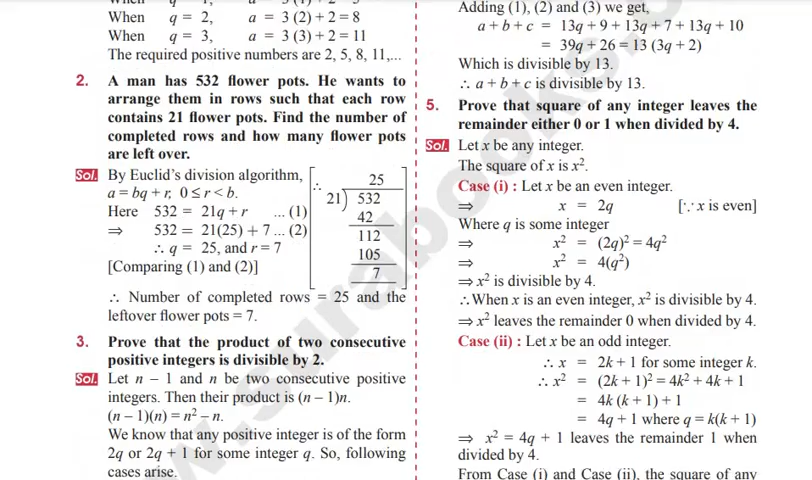 When q = 2, a = 3 (2) + 2 = 8
When q = 3, a = 3 (3) + 2 = 11
The required positive numbers are 2, 5, 8, 11,...
2. A man has 532 flower pots. He wants to
arrange them in rows such that each row
contains 21 flower pots. Find the number of
completed rows and how many flower pots
are left over.
Sol. By Euclid's division algorithm,
a = bq + r, 0 ≤ r < b.
Here 532 = 21q + r ... (1)
⇒ 532 = 21(25) + 7 ... (2)
∴ q = 25, and r = 7
[Comparing (1) and (2)]
∴ 25
21) 532
42
112
105
7
∴ Number of completed rows = 25 and the
leftover flower pots = 7.
3. Prove that the product of two consecutive
positive integers is divisible by 2.
Sol. Let n – 1 and n be two consecutive positive
integers. Then their product is (n – 1)n.
(n – 1)(n) = n² – n.
We know that any positive integer is of the form
2q or 2q + 1 for some integer q. So, following
cases arise.
Adding (1), (2) and (3) we get,
a + b + c = 13q + 9 + 13q + 7 + 13q + 10
= 39q + 26 = 13 (3q + 2)
Which is divisible by 13.
∴ a + b + c is divisible by 13.
5. Prove that square of any integer leaves the
remainder either 0 or 1 when divided by 4.
Sol. Let x be any integer.
The square of x is x².
Case (i) : Let x be an even integer.
⇒ x = 2q [∵ x is even]
Where q is some integer
⇒ x² = (2q)² = 4q²
⇒ x² = 4(q²)
⇒ x² is divisible by 4.
∴ When x is an even integer, x² is divisible by 4.
⇒ x² leaves the remainder 0 when divided by 4.
Case (ii) : Let x be an odd integer.
∴ x = 2k + 1 for some integer k.
∴ x² = (2k + 1)² = 4k² + 4k + 1
= 4k (k + 1) + 1
= 4q + 1 where q = k(k + 1)
⇒ x² = 4q + 1 leaves the remainder 1 when
divided by 4.
From Case (i) and Case (ii), the square of any